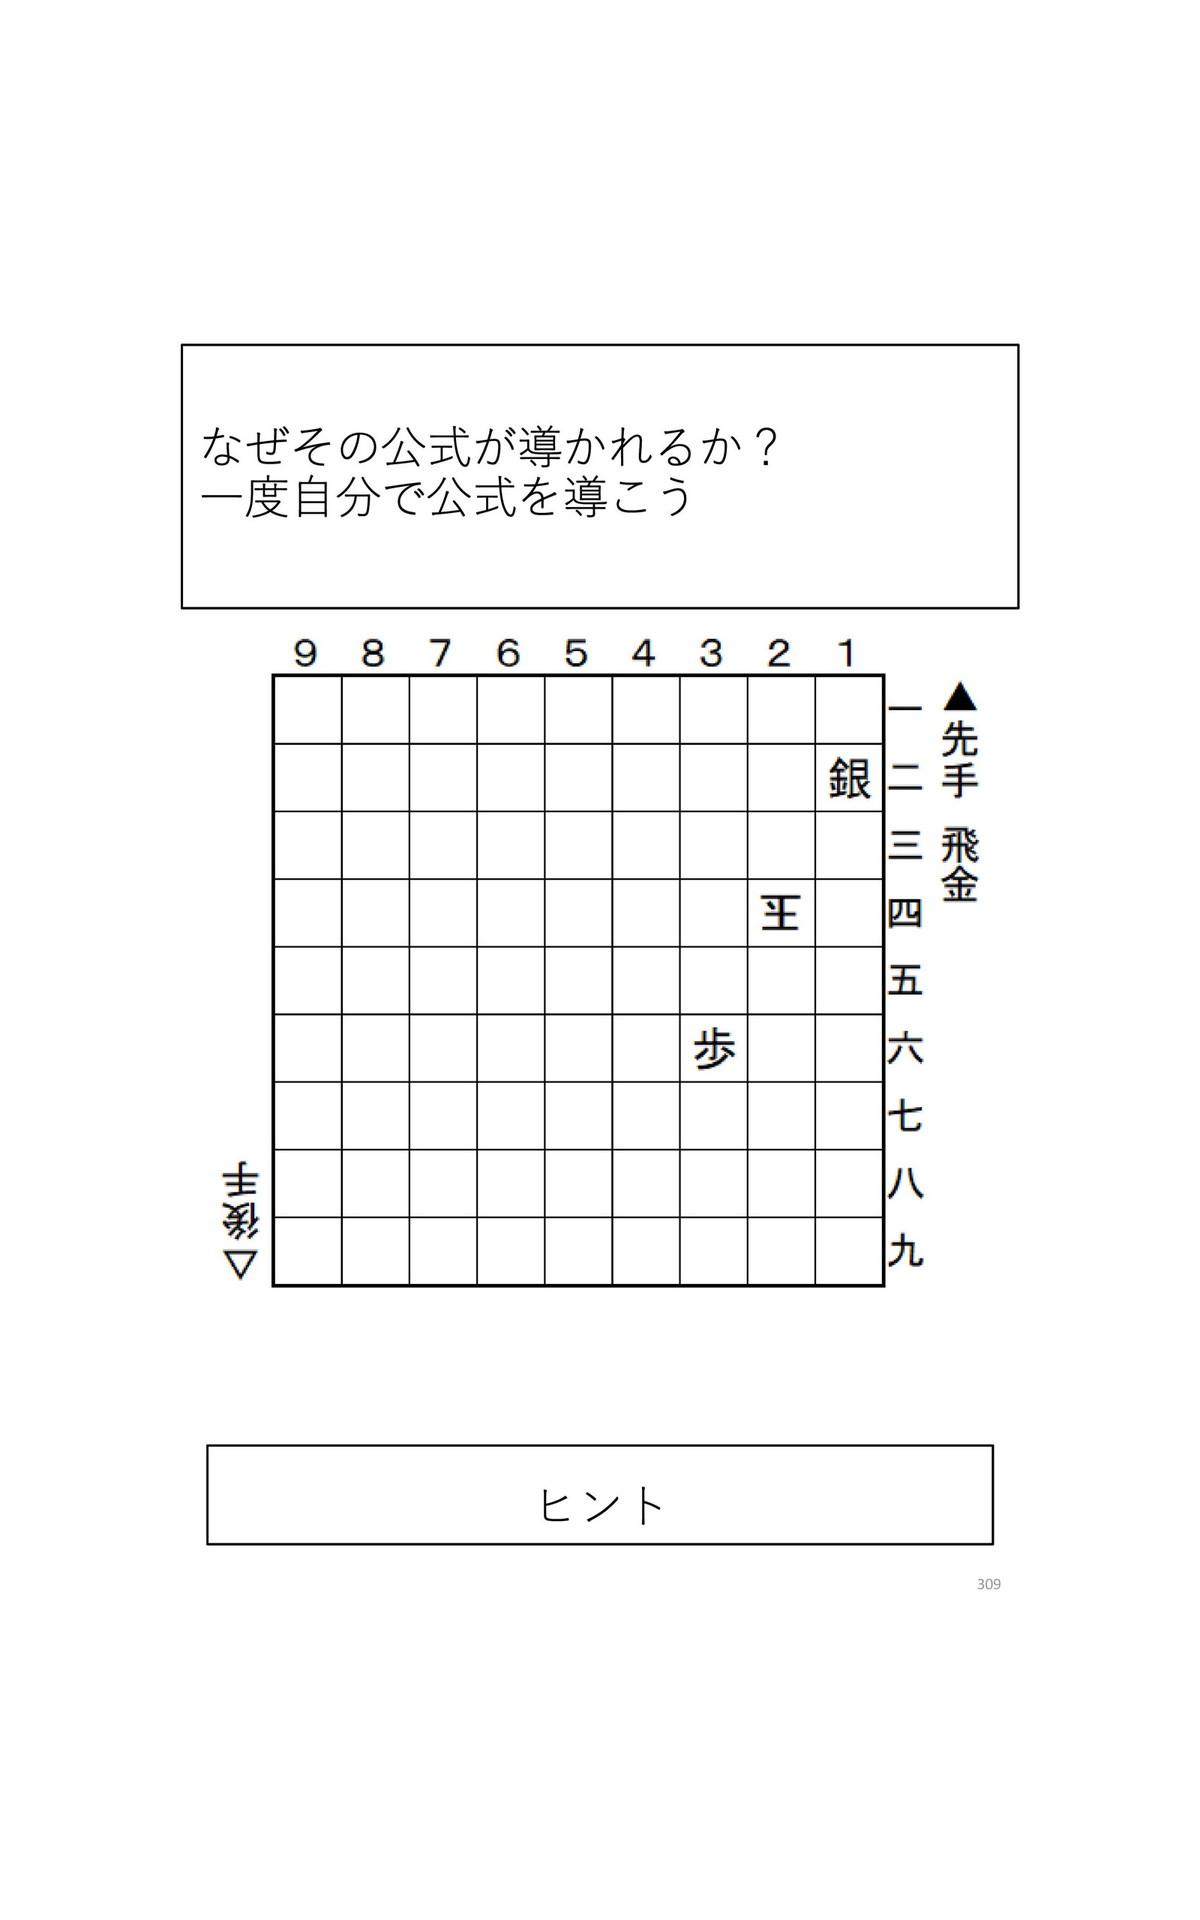 なぜその公式が導かれるか？
一度自分で公式を導こう
9 8 7 6 5 4 3 2 1
一
二
三
四
五
六
七
八
九
▲先手 飛金
銀
王
歩
△後手
ヒント
309